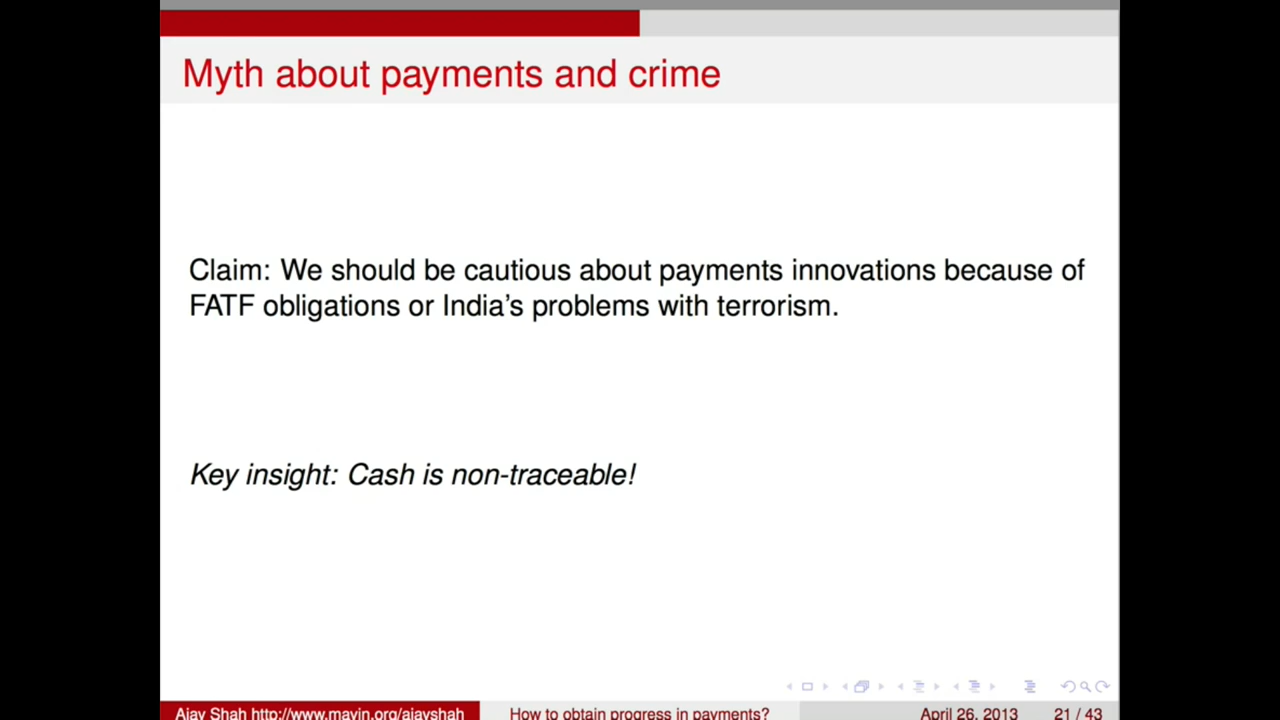 Myth about payments and crime
Claim: We should be cautious about payments innovations because of
FATF obligations or India's problems with terrorism.
Key insight: Cash is non-traceable!
Ajay Shah http://www.mayin.org/ajayshah How to obtain progress in payments? April 26, 2013 21 / 43